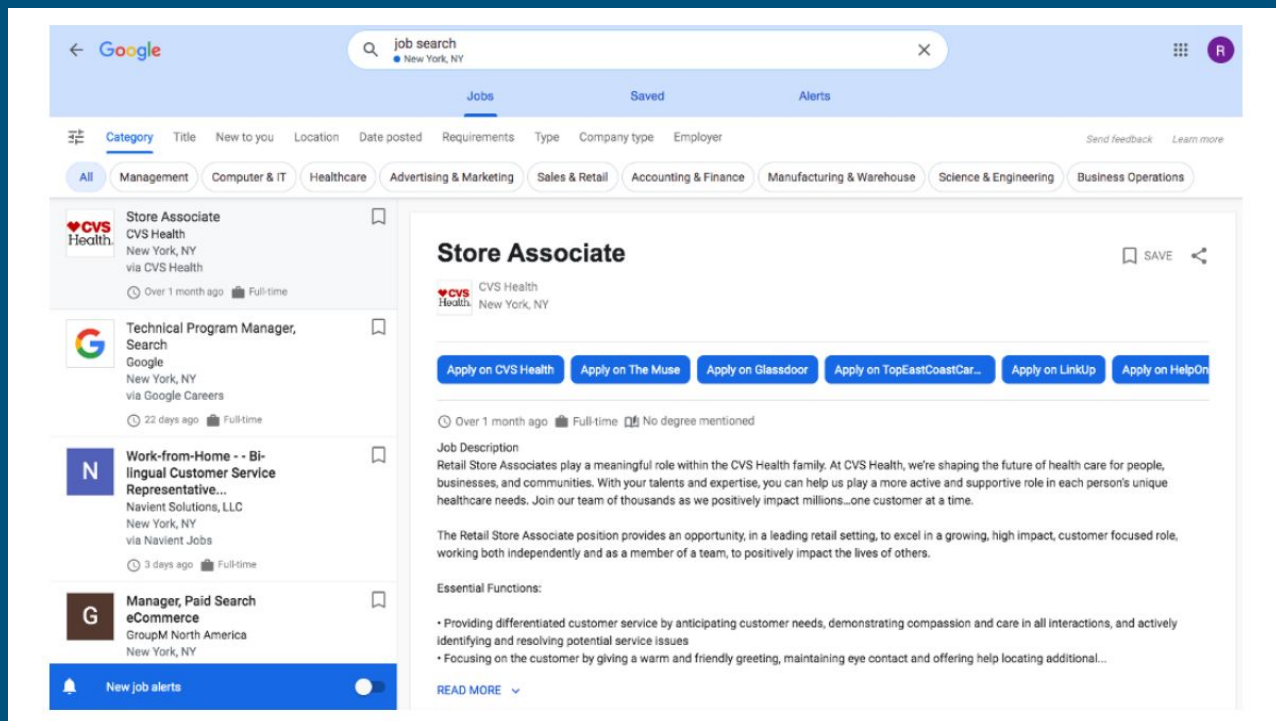 Google
job search
New York, NY
R
Jobs
Saved
Alerts
Category
Title
New to you
Location
Date posted
Requirements
Type
Company type
Employer
Send feedback
Learn more
All
Management
Computer & IT
Healthcare
Advertising & Marketing
Sales & Retail
Accounting & Finance
Manufacturing & Warehouse
Science & Engineering
Business Operations
CVS
Health.
Store Associate
CVS Health
New York, NY
via CVS Health
Over 1 month ago
Full-time
G
Technical Program Manager,
Search
Google
New York, NY
via Google Careers
22 days ago
Full-time
N
Work-from-Home - - Bi-
lingual Customer Service
Representative...
Navient Solutions, LLC
New York, NY
via Navient Jobs
3 days ago
Full-time
G
Manager, Paid Search
eCommerce
GroupM North America
New York, NY
New job alerts
Store Associate
SAVE
CVS
Health.
CVS Health
New York, NY
Apply on CVS Health
Apply on The Muse
Apply on Glassdoor
Apply on TopEastCoastCar...
Apply on LinkUp
Apply on HelpOn
Over 1 month ago
Full-time
No degree mentioned
Job Description
Retail Store Associates play a meaningful role within the CVS Health family. At CVS Health, we're shaping the future of health care for people,
businesses, and communities. With your talents and expertise, you can help us play a more active and supportive role in each person's unique
healthcare needs. Join our team of thousands as we positively impact millions...one customer at a time.
The Retail Store Associate position provides an opportunity, in a leading retail setting, to excel in a growing, high impact, customer focused role,
working both independently and as a member of a team, to positively impact the lives of others.
Essential Functions:
• Providing differentiated customer service by anticipating customer needs, demonstrating compassion and care in all interactions, and actively
identifying and resolving potential service issues
• Focusing on the customer by giving a warm and friendly greeting, maintaining eye contact and offering help locating additional...
READ MORE